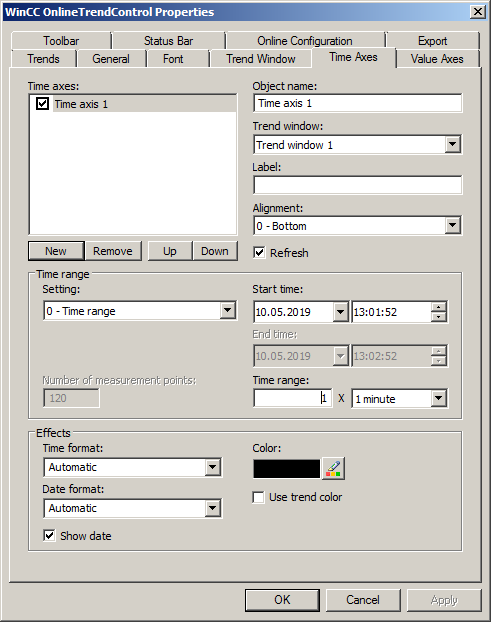 WinCC OnlineTrendControl Properties
Toolbar Status Bar Online Configuration Export
Trends General Font Trend Window Time Axes Value Axes
Time axes:
Time axis 1
New Remove Up Down
Object name:
Time axis 1
Trend window:
Trend window 1
Label:
Alignment:
0 - Bottom
Refresh
Time range
Setting:
0 - Time range
Start time:
10.05.2019 13:01:52
End time:
10.05.2019 13:02:52
Number of measurement points:
120
Time range:
1 X 1 minute
Effects
Time format:
Automatic
Date format:
Automatic
Show date
Color:
Use trend color
OK Cancel Apply